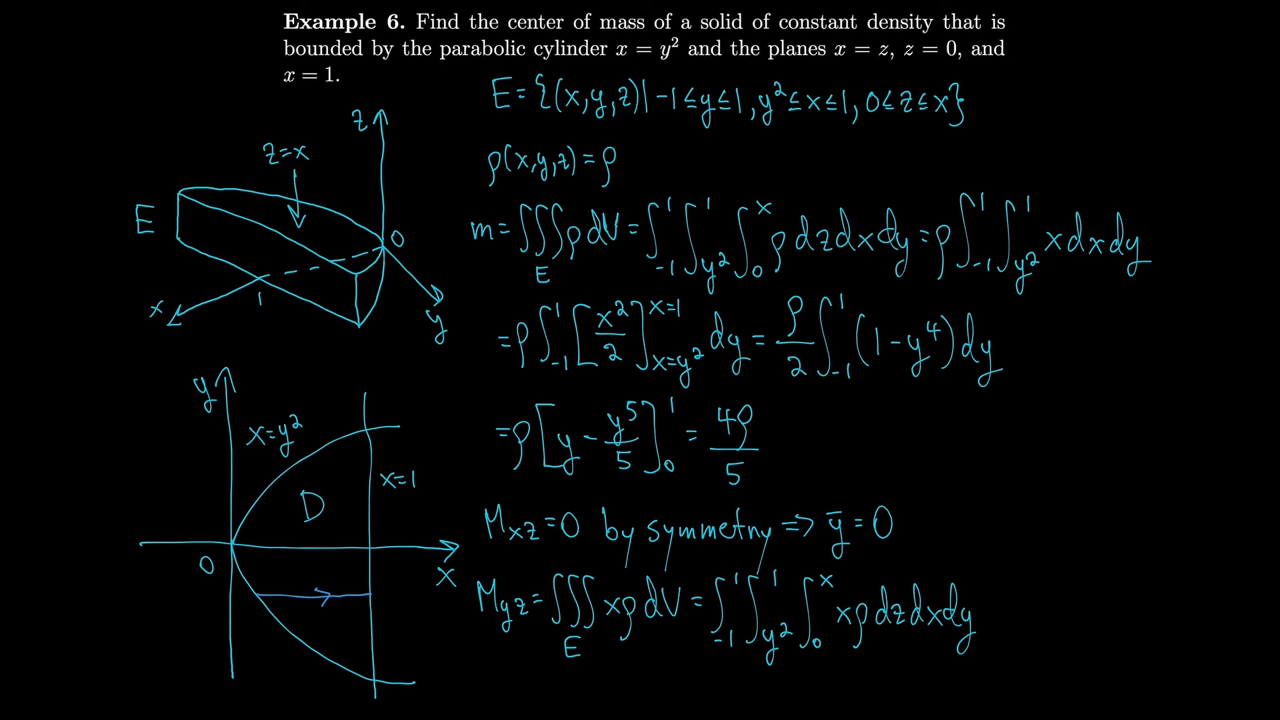 Example 6. Find the center of mass of a solid of constant density that is
bounded by the parabolic cylinder x = y² and the planes x = z, z = 0, and
x = 1.
E = {(x,y,z)| -1 ≤ y ≤ 1, y² ≤ x ≤ 1, 0 ≤ z ≤ x}
z
z=x
E
0
x
1
y
ρ(x,y,z) = ρ
m = ∭_E ρ dV = ∫_{-1}^{1} ∫_{y²}^{1} ∫_0^x ρ dz dx dy = ρ ∫_{-1}^{1} ∫_{y²}^{1} x dx dy
= ρ ∫_{-1}^{1} [x²/2]_{x=y²}^{x=1} dy = ρ/2 ∫_{-1}^{1} (1 - y⁴) dy
y
x=y²
x=1
D
0
x
= ρ [y - y⁵/5]_0^1 = 4ρ/5
M_xz = 0 by symmetry ⇒ ȳ = 0
M_yz = ∭_E xρ dV = ∫_{-1}^{1} ∫_{y²}^{1} ∫_0^x xρ dz dx dy